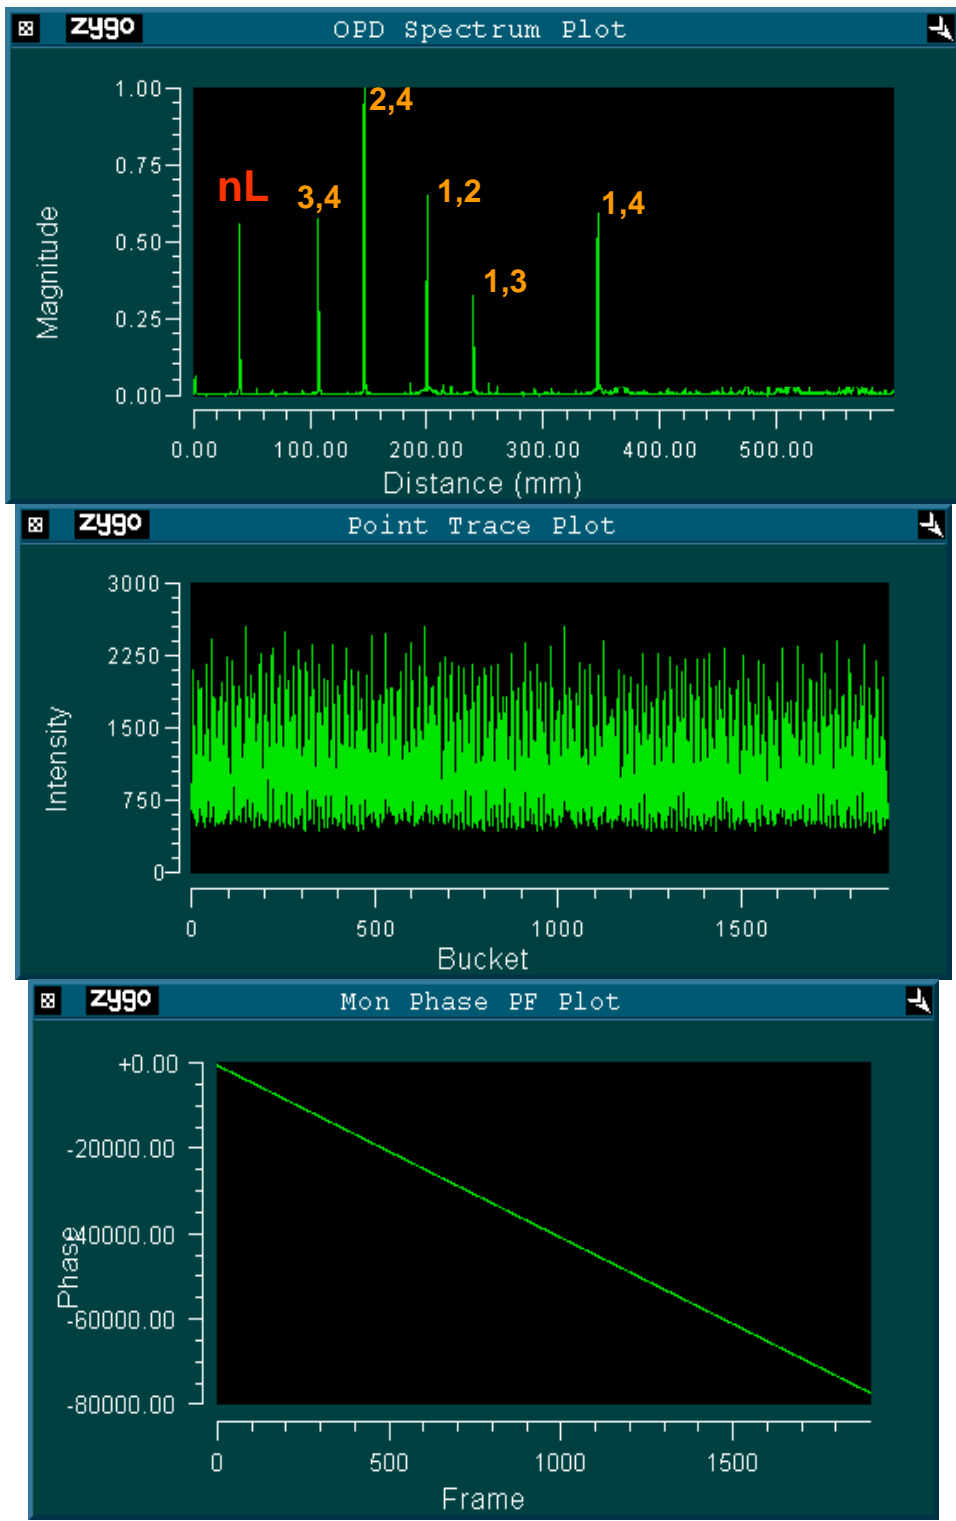 zygo OPD Spectrum Plot
1.00
0.75
0.50
0.25
0.00
Magnitude
nL
3,4
2,4
1,2
1,3
1,4
0.00 100.00 200.00 300.00 400.00 500.00
Distance (mm)
zygo Point Trace Plot
3000
2250
1500
750
0
Intensity
0 500 1000 1500
Bucket
zygo Mon Phase PF Plot
+0.00
-20000.00
-40000.00
-60000.00
-80000.00
Phase
0 500 1000 1500
Frame